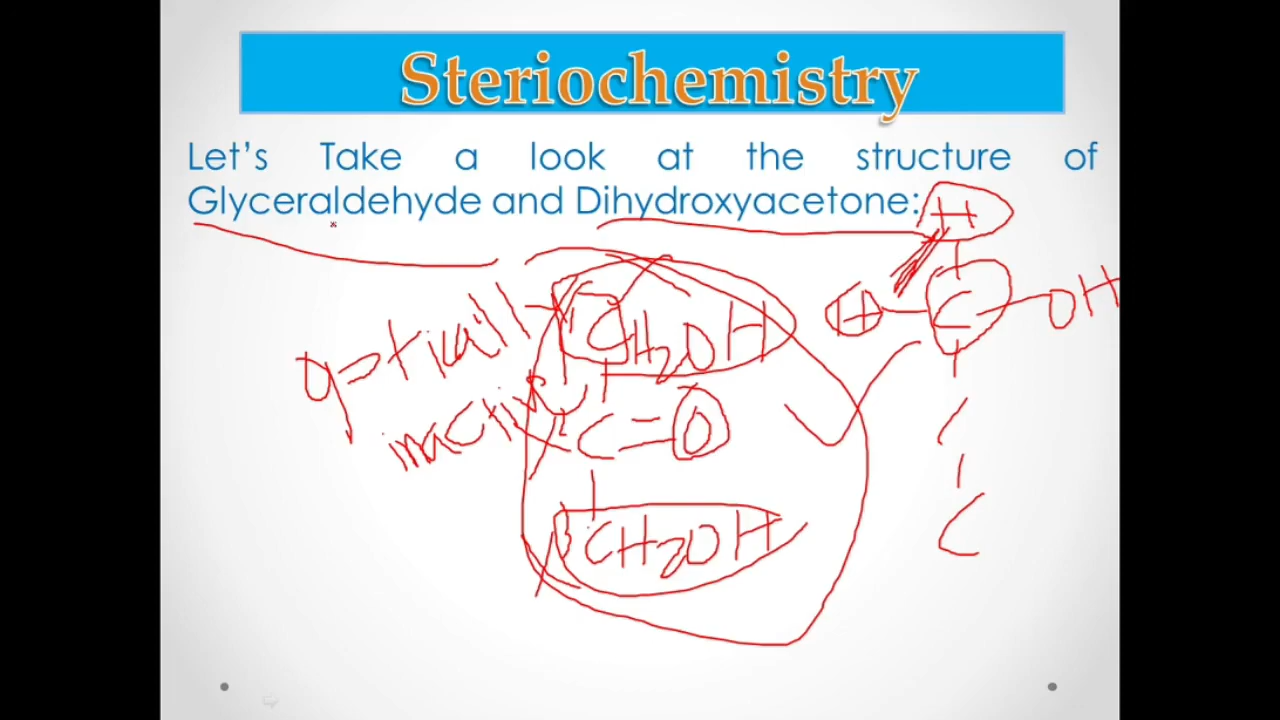 Steriochemistry
Let's Take a look at the structure of
Glyceraldehyde and Dihydroxyacetone:
H
H C OH
C
C
optically
inactive
CH2OH
C=O
CH2OH